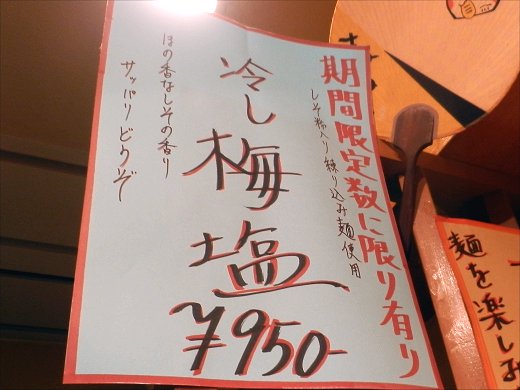 期間限定数に限り有り
しそ粉入り練り込み麺使用
冷し梅塩
¥950-
ほの香なしその香り
サッパリどうぞ
麺を楽しみ